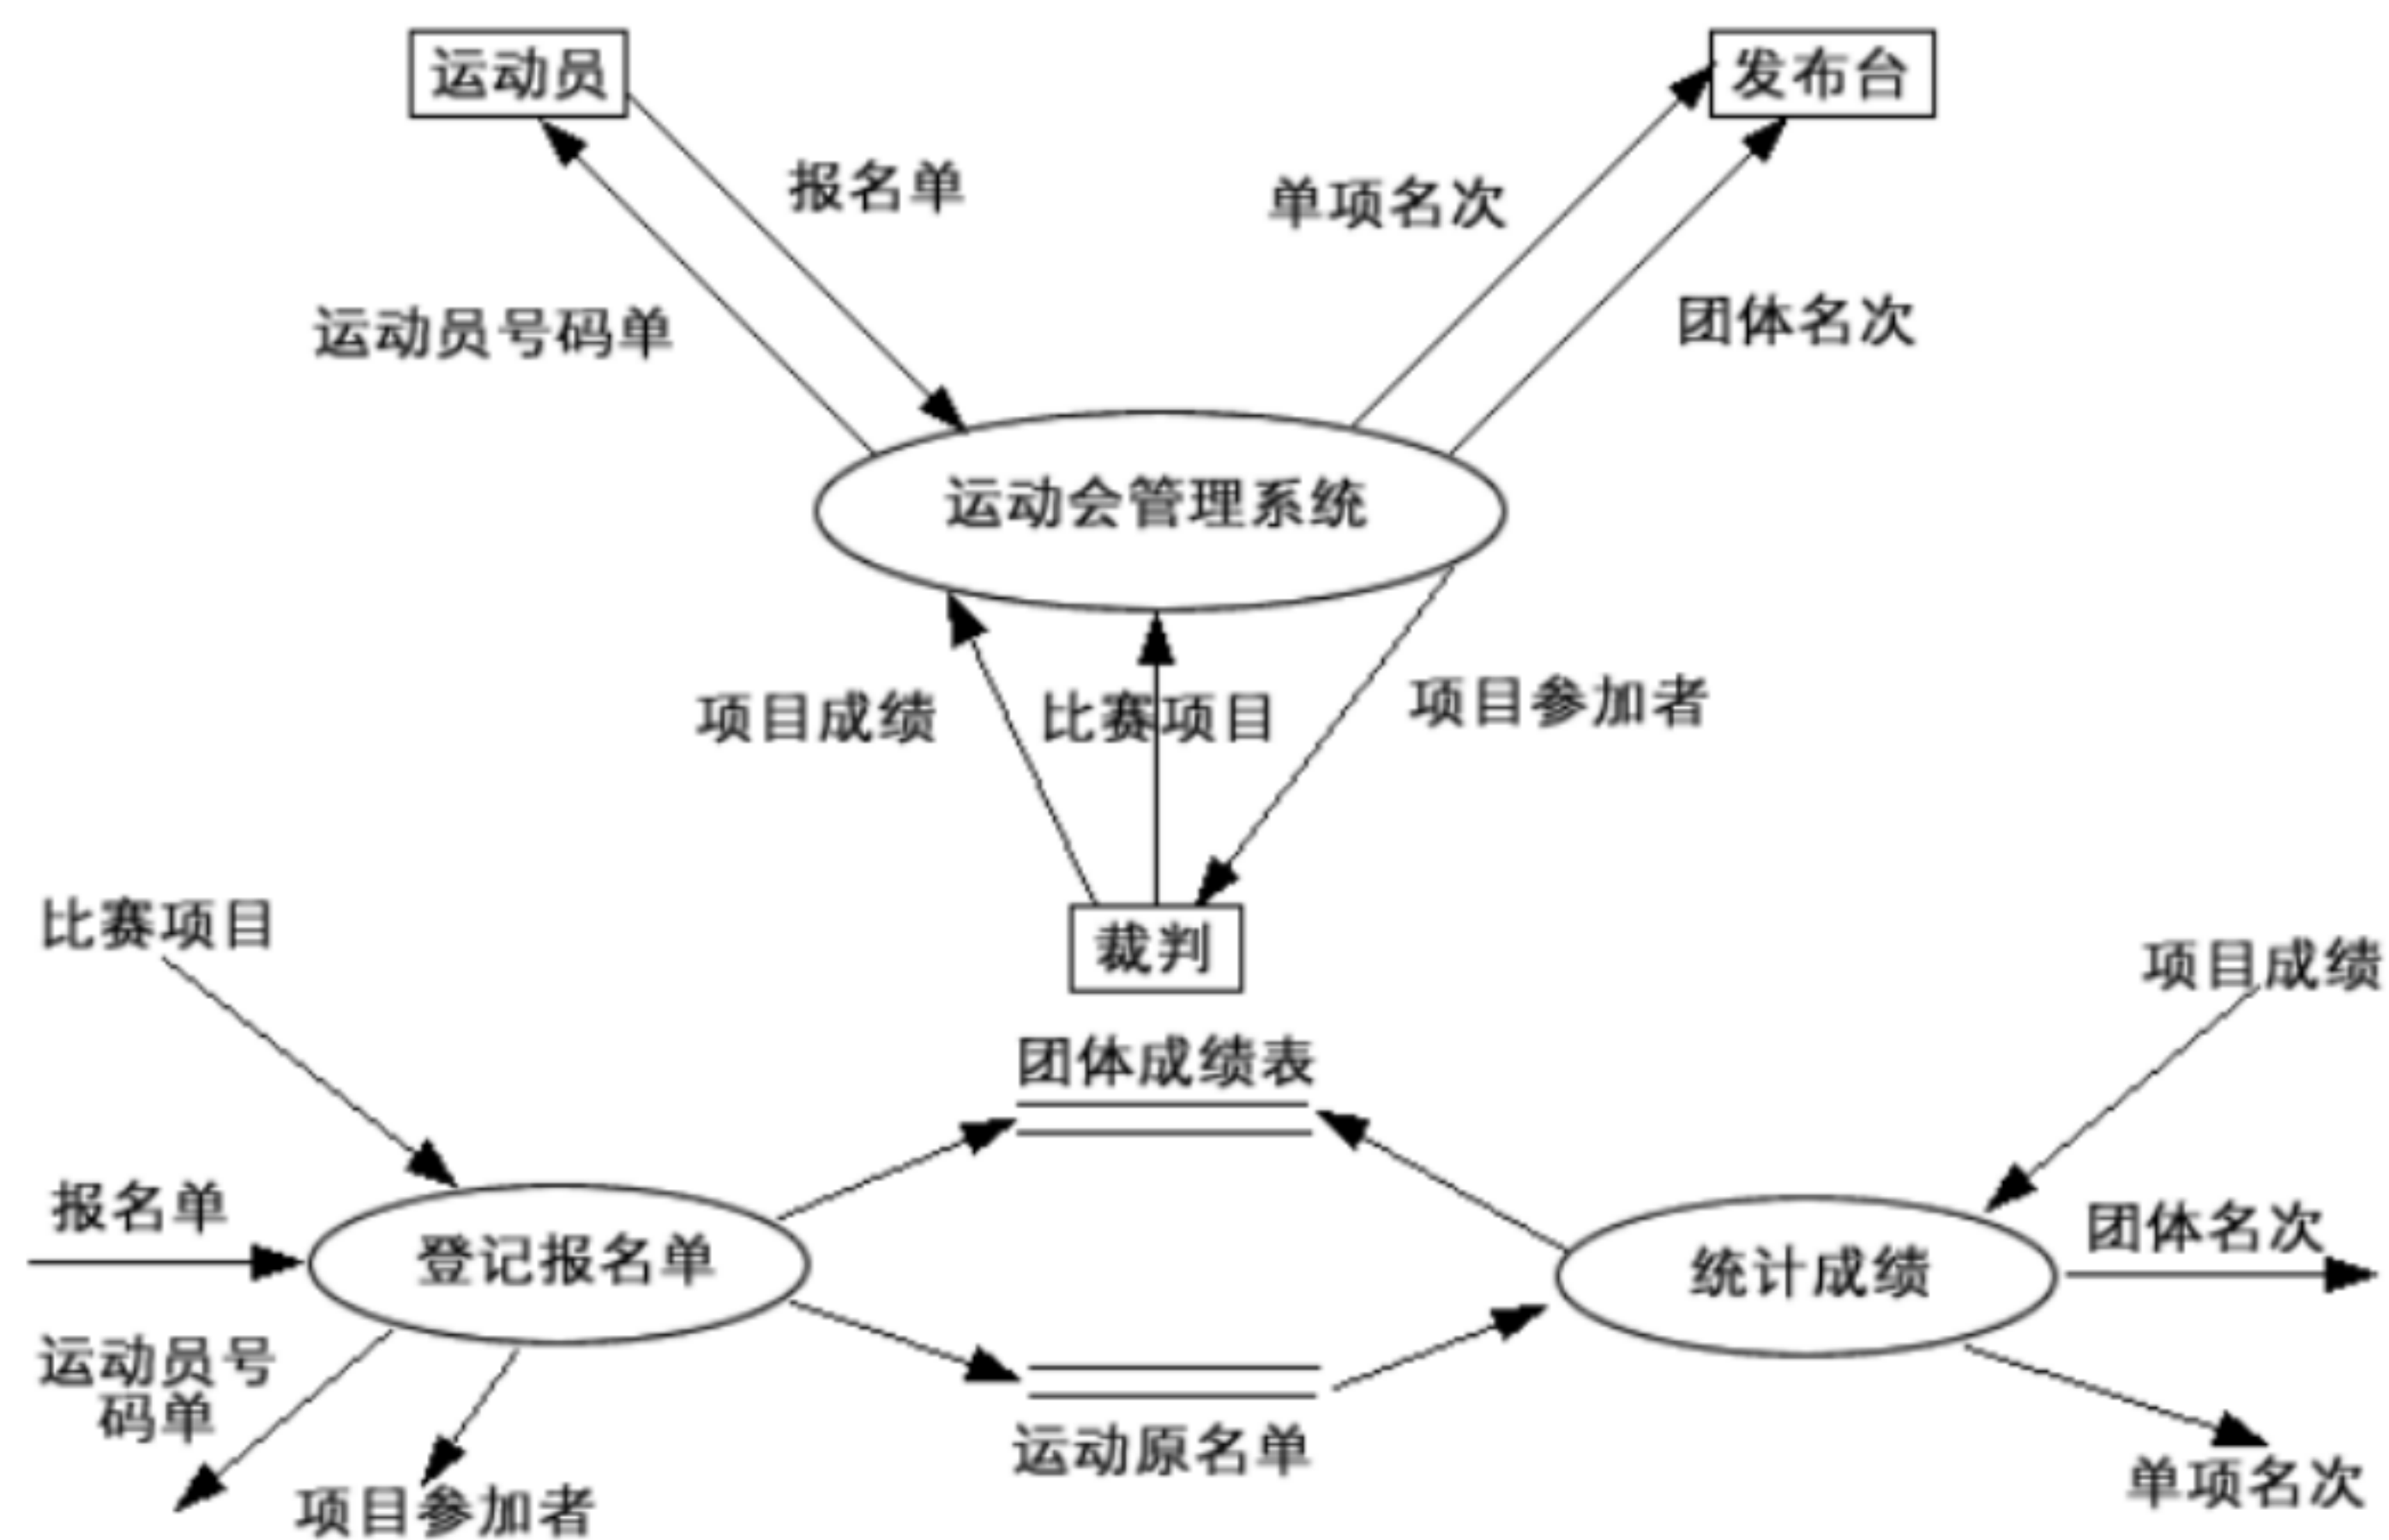 运动员
发布台
报名单
单项名次
运动员号码单
团体名次
运动会管理系统
项目成绩
比赛项目
项目参加者
裁判
比赛项目
项目成绩
团体成绩表
报名单
团体名次
登记报名单
统计成绩
运动员号
码单
运动原名单
项目参加者
单项名次